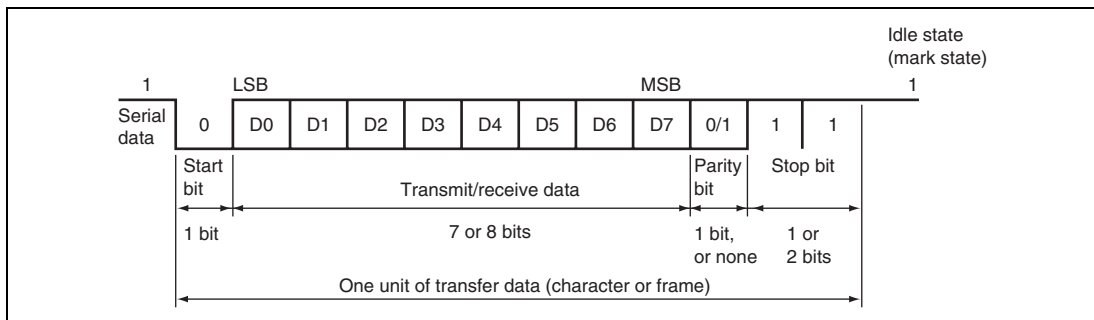 Idle state
(mark state)
1
LSB
MSB
1
Serial
data
0
D0
D1
D2
D3
D4
D5
D6
D7
0/1
1
1
Start
bit
Transmit/receive data
Parity
bit
Stop bit
1 bit
7 or 8 bits
1 bit,
or none
1 or
2 bits
One unit of transfer data (character or frame)